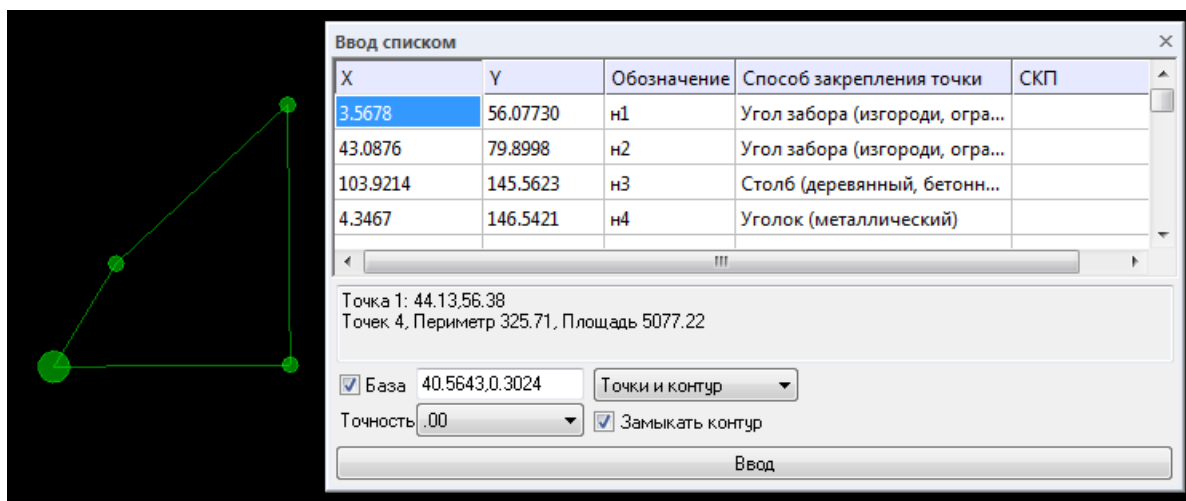 Ввод списком
X Y Обозначение Способ закрепления точки СКП
3.5678 56.07730 н1 Угол забора (изгороди, огра...
43.0876 79.8998 н2 Угол забора (изгороди, огра...
103.9214 145.5623 н3 Столб (деревянный, бетонн...
4.3467 146.5421 н4 Уголок (металлический)
Точка 1: 44.13,56.38
Точек 4, Периметр 325.71, Площадь 5077.22
База 40.5643,0.3024 Точки и контур
Точность .00 Замыкать контур
Ввод